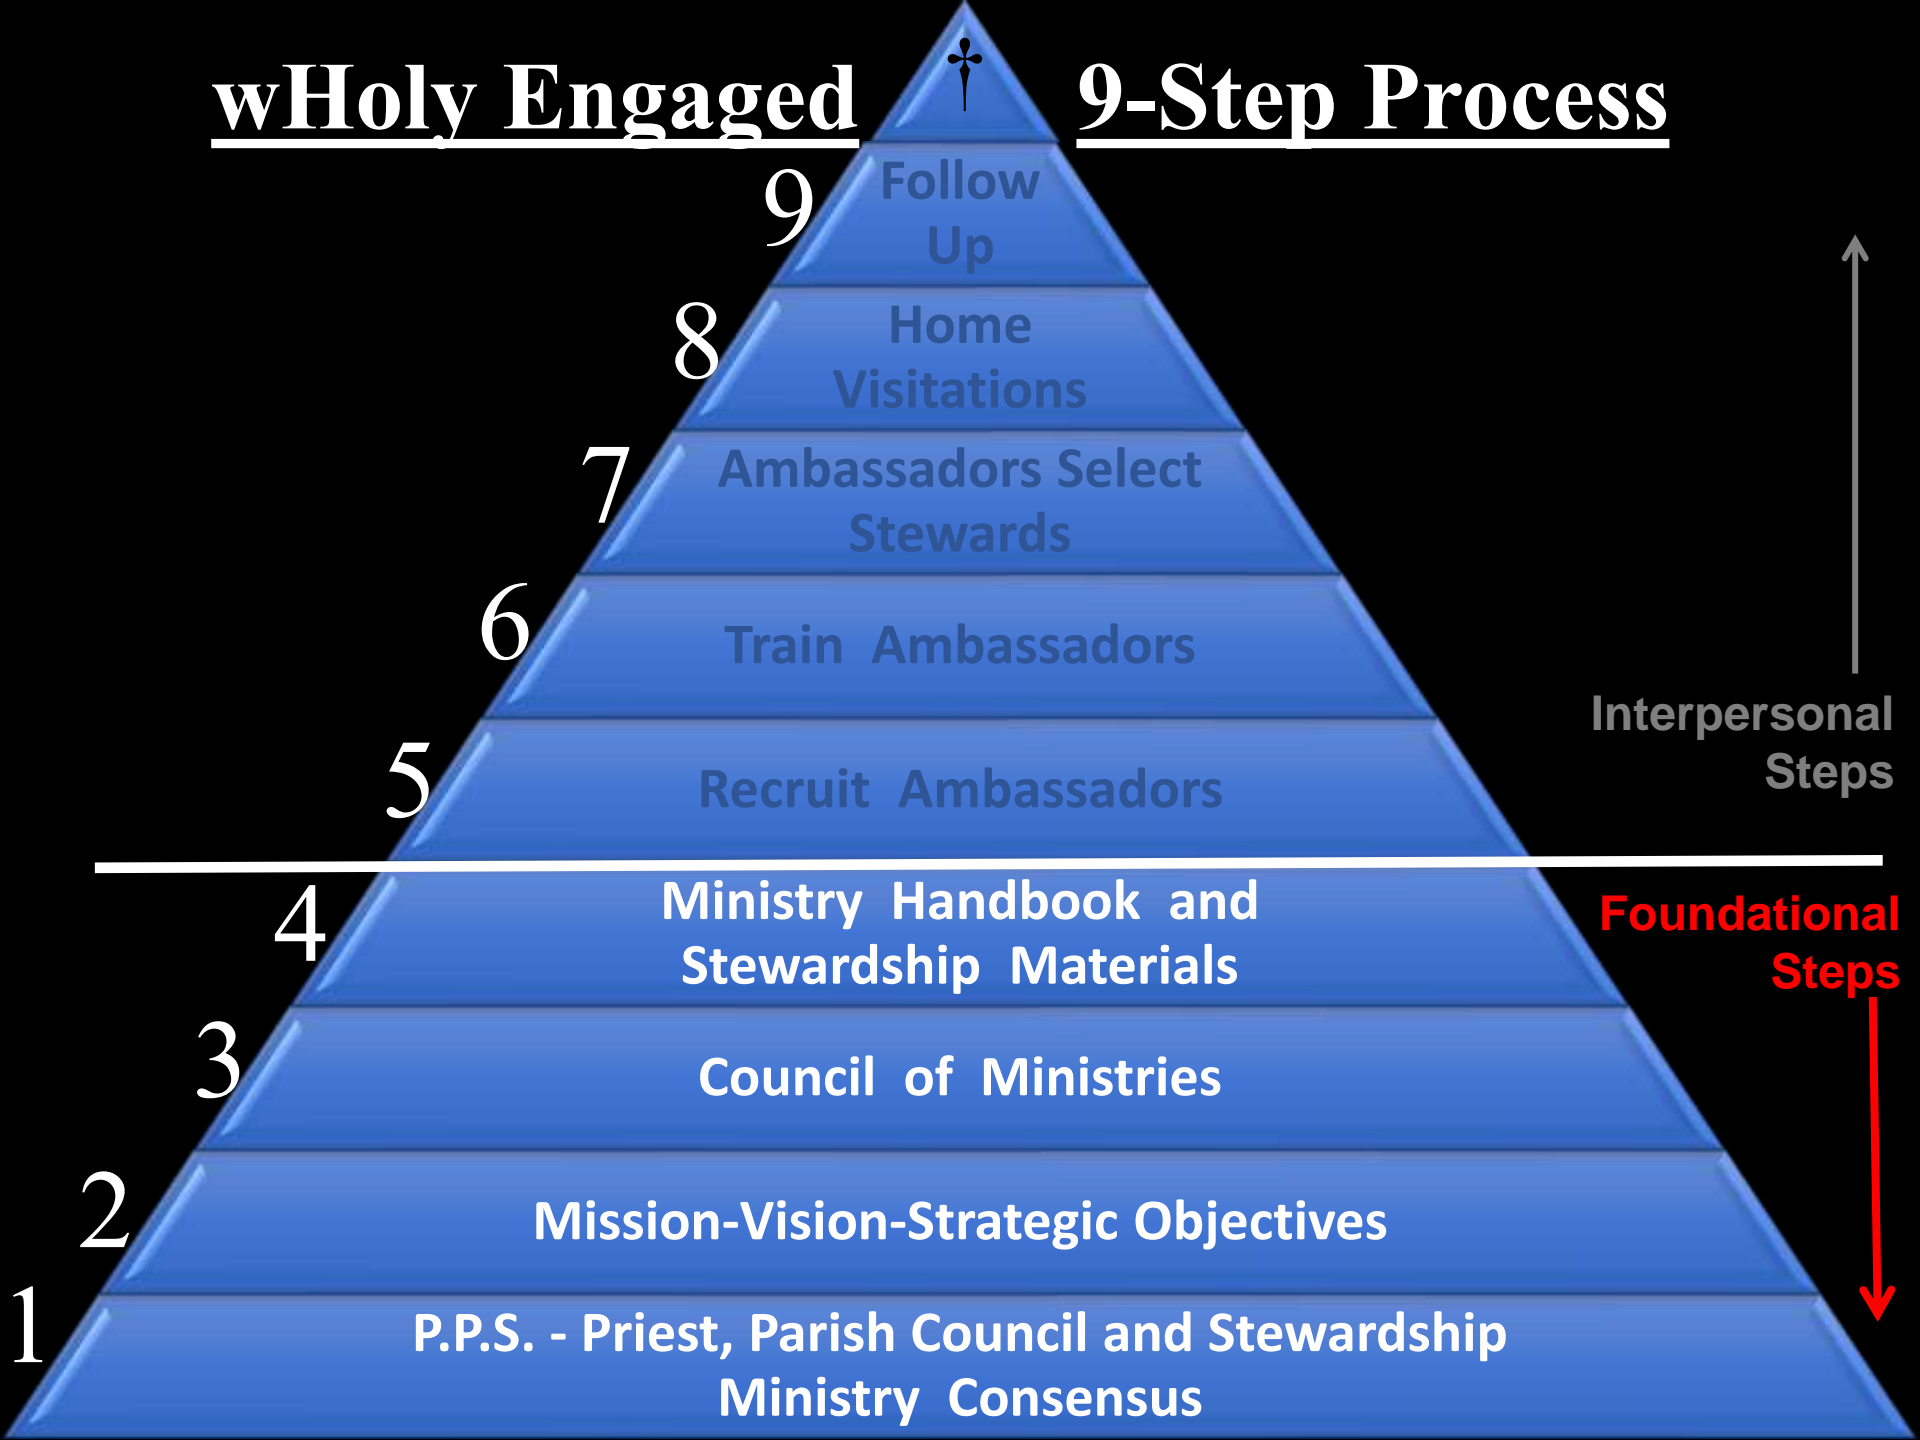 wHoly Engaged † 9-Step Process
9 Follow
Up
8 Home
Visitations
7 Ambassadors Select
Stewards
6 Train Ambassadors
5 Recruit Ambassadors
Interpersonal
Steps
4 Ministry Handbook and
Stewardship Materials
Foundational
Steps
3 Council of Ministries
2 Mission-Vision-Strategic Objectives
1 P.P.S. - Priest, Parish Council and Stewardship
Ministry Consensus